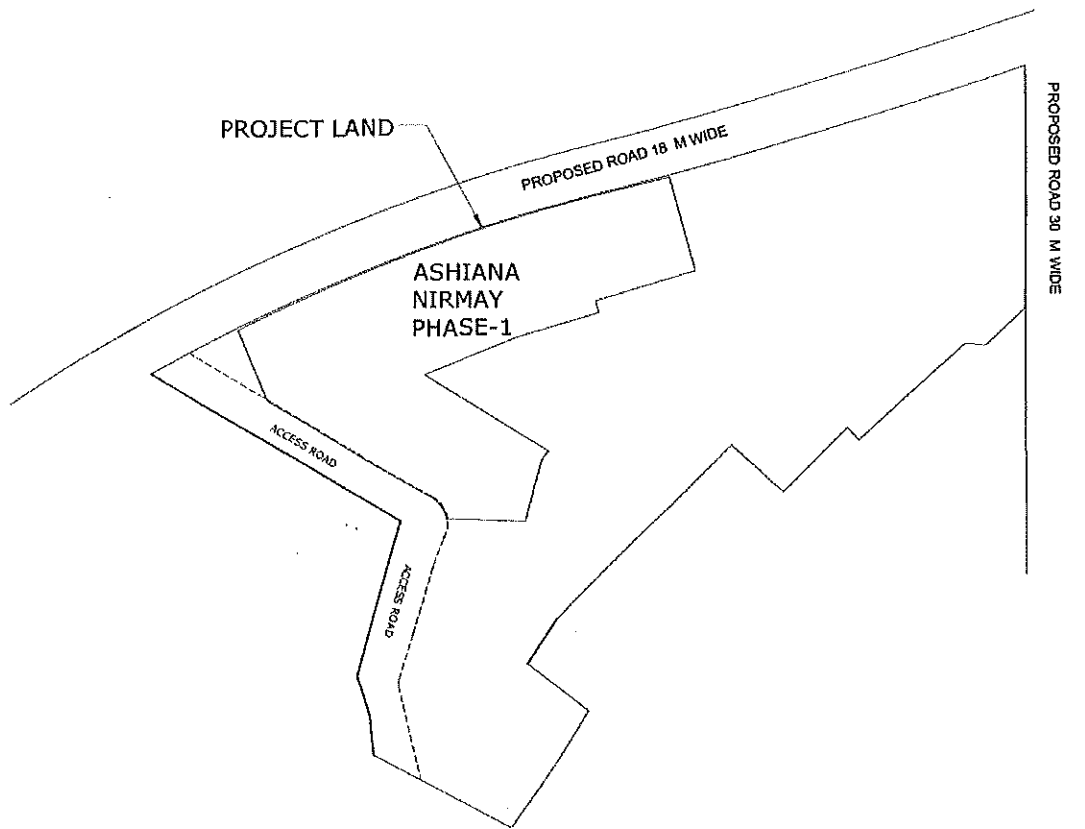 PROJECT LAND
PROPOSED ROAD 18 M WIDE
PROPOSED ROAD 30 M WIDE
ASHIANA
NIRMAY
PHASE-1
ACCESS ROAD
ACCESS ROAD